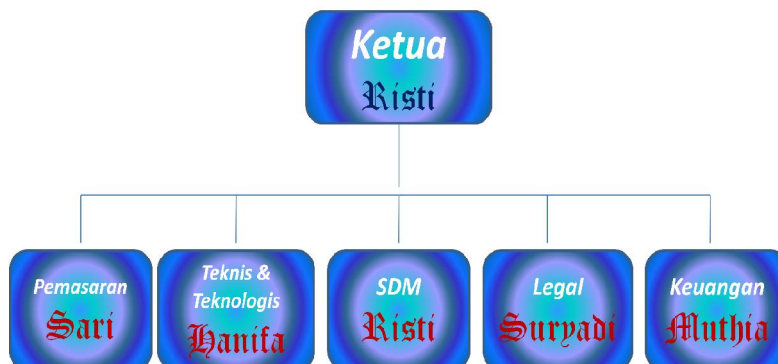 Ketua
Risti
Pemasaran
Sari
Teknis &
Teknologis
Hanifa
SDM
Risti
Legal
Suryadi
Keuangan
Muthia